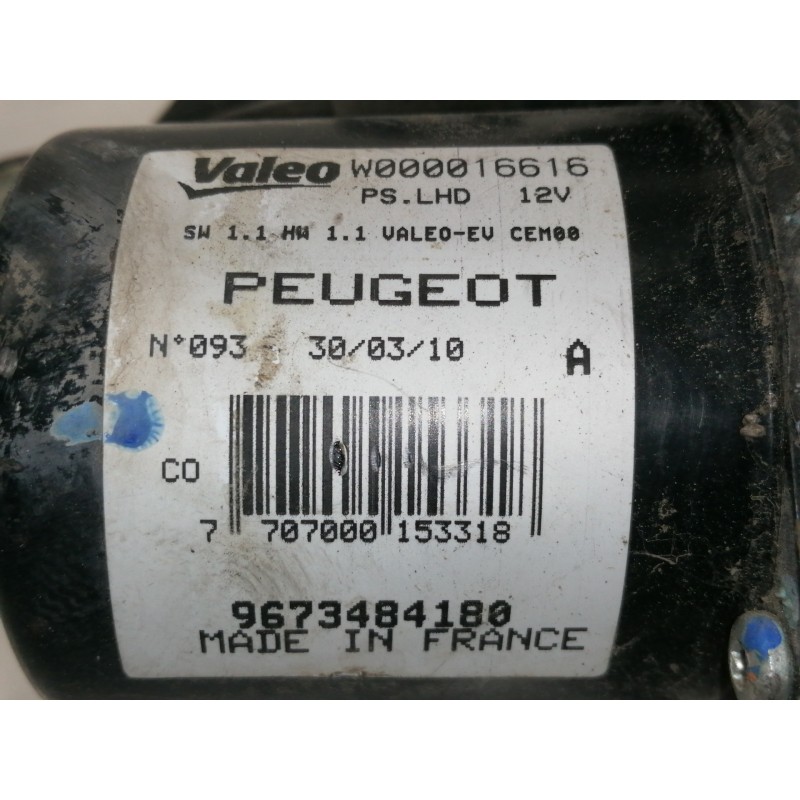 Valeo W000016616
PS.LHD 12V
SW 1.1 HW 1.1 VALEO-EV CEM00
PEUGEOT
N°093 30/03/10 A
CO
7 707000 153318
9673484180
MADE IN FRANCE